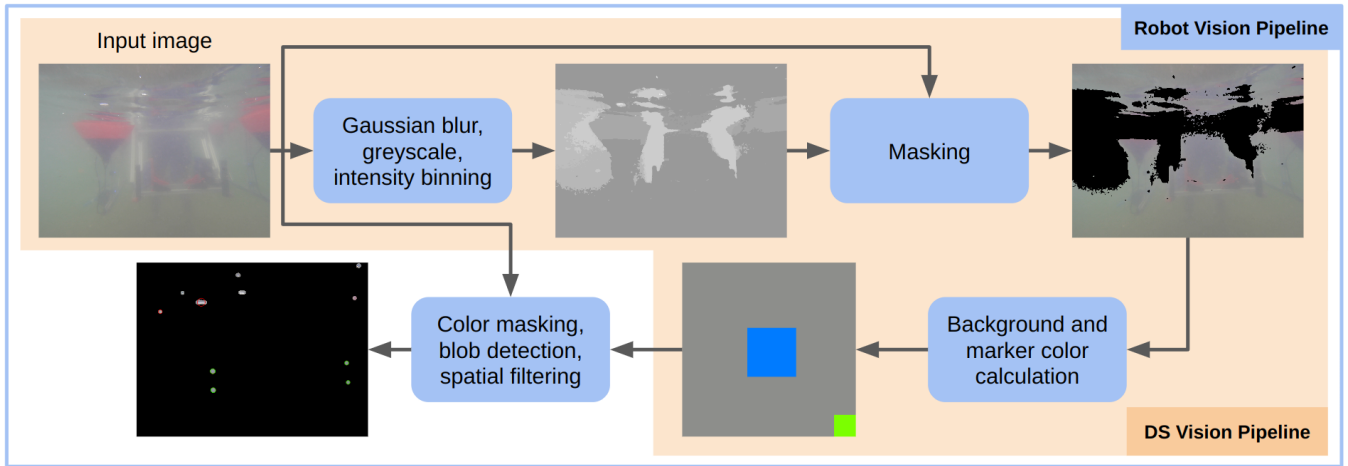 Robot Vision Pipeline
Input image
Gaussian blur,
greyscale,
intensity binning
Masking
Color masking,
blob detection,
spatial filtering
Background and
marker color
calculation
DS Vision Pipeline